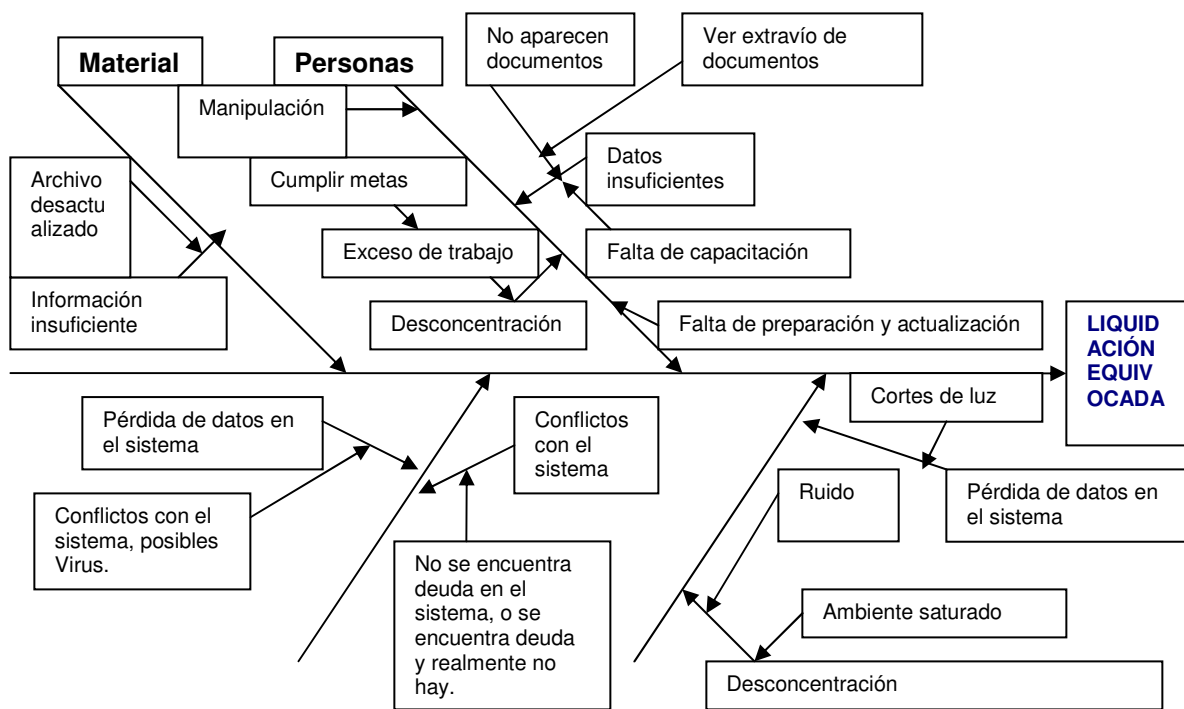 No aparecen
documentos
Ver extravío de
documentos
Material
Personas
Manipulación
Datos
insuficientes
Archivo
desactu
alizado
Cumplir metas
Exceso de trabajo
Falta de capacitación
Información
insuficiente
Desconcentración
Falta de preparación y actualización
LIQUID
ACIÓN
EQUIV
OCADA
Pérdida de datos en
el sistema
Conflictos
con el
sistema
Cortes de luz
Ruido
Pérdida de datos en
el sistema
Conflictos con el
sistema, posibles
Virus.
No se encuentra
deuda en el
sistema, o se
encuentra deuda
y realmente no
hay.
Ambiente saturado
Desconcentración